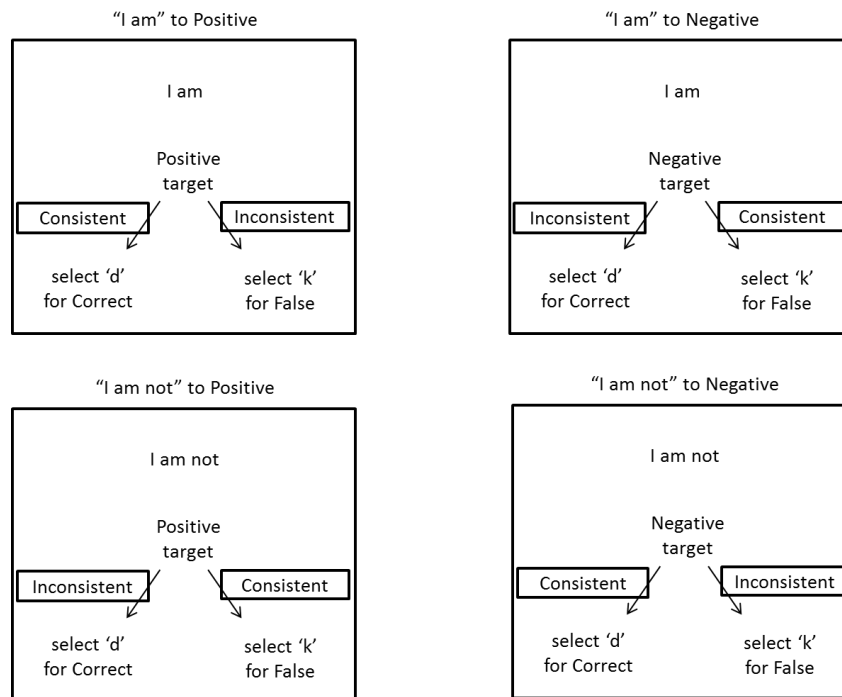 “I am” to Positive
I am
Positive
target
Consistent
Inconsistent
select ‘d’
for Correct
select ‘k’
for False
“I am” to Negative
I am
Negative
target
Inconsistent
Consistent
select ‘d’
for Correct
select ‘k’
for False
“I am not” to Positive
I am not
Positive
target
Inconsistent
Consistent
select ‘d’
for Correct
select ‘k’
for False
“I am not” to Negative
I am not
Negative
target
Consistent
Inconsistent
select ‘d’
for Correct
select ‘k’
for False